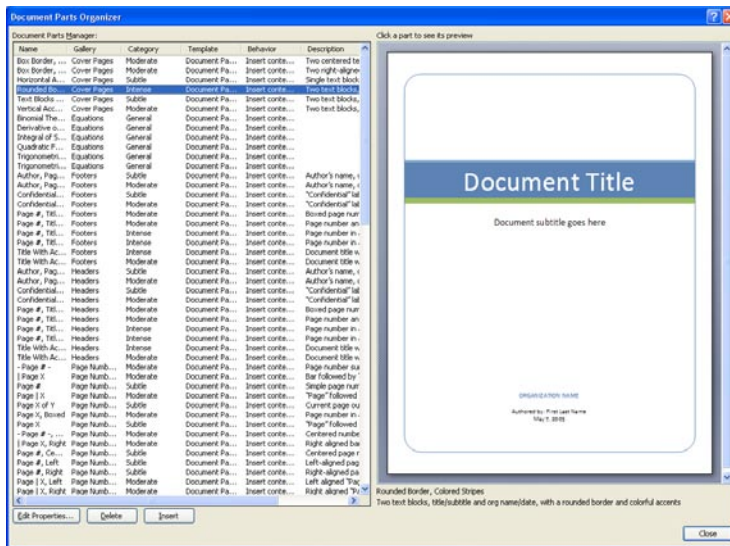 Document Parts Organizer
Document Parts Manager:
Click a part to see its preview
Name Gallery Category Template Behavior Description
Box Border, ... Cover Pages Moderate Document Pa... Insert conte... Two centered te
Box Border, ... Cover Pages Moderate Document Pa... Insert conte... Two right-aligne
Horizontal A... Cover Pages Subtle Document Pa... Insert conte... Single text block
Rounded Bo... Cover Pages Intense Document Pa... Insert conte... Two text blocks,
Text Blocks ... Cover Pages Subtle Document Pa... Insert conte... Two text blocks,
Vertical Acc... Cover Pages Moderate Document Pa... Insert conte... Two text blocks,
Binomial The... Equations General Document Pa... Insert conte...
Derivative o... Equations General Document Pa... Insert conte...
Integral of S... Equations General Document Pa... Insert conte...
Quadratic F... Equations General Document Pa... Insert conte...
Trigonometri... Equations General Document Pa... Insert conte...
Trigonometri... Equations General Document Pa... Insert conte...
Author, Pag... Footers Subtle Document Pa... Insert conte... Author's name,
Author, Pag... Footers Moderate Document Pa... Insert conte... Author's name,
Confidential... Footers Subtle Document Pa... Insert conte... "Confidential" lab
Confidential... Footers Moderate Document Pa... Insert conte... "Confidential" lab
Page #, Titl... Footers Moderate Document Pa... Insert conte... Boxed page num
Page #, Titl... Footers Moderate Document Pa... Insert conte... Page number an
Page #, Titl... Footers Intense Document Pa... Insert conte... Page number in
Page #, Titl... Footers Intense Document Pa... Insert conte... Page number in
Title With Ac... Footers Intense Document Pa... Insert conte... Document title w
Title With Ac... Footers Moderate Document Pa... Insert conte... Document title w
Author, Pag... Headers Subtle Document Pa... Insert conte... Author's name,
Author, Pag... Headers Moderate Document Pa... Insert conte... Author's name,
Confidential... Headers Subtle Document Pa... Insert conte... "Confidential" lab
Confidential... Headers Moderate Document Pa... Insert conte... "Confidential" lab
Page #, Titl... Headers Moderate Document Pa... Insert conte... Boxed page num
Page #, Titl... Headers Moderate Document Pa... Insert conte... Page number an
Page #, Titl... Headers Intense Document Pa... Insert conte... Page number in
Page #, Titl... Headers Intense Document Pa... Insert conte... Page number in
Title With Ac... Headers Intense Document Pa... Insert conte... Document title w
Title With Ac... Headers Moderate Document Pa... Insert conte... Document title w
- Page # - Page Numb... Moderate Document Pa... Insert conte... Page number su
| Page X Page Numb... Moderate Document Pa... Insert conte... Bar followed by
Page # Page Numb... Subtle Document Pa... Insert conte... Simple page num
Page | X Page Numb... Moderate Document Pa... Insert conte... "Page" followed
Page X of Y Page Numb... Subtle Document Pa... Insert conte... Current page ou
Page X, Boxed Page Numb... Moderate Document Pa... Insert conte... Page number in
Page X Page Numb... Subtle Document Pa... Insert conte... "Page" followed
- Page # -, ... Page Numb... Moderate Document Pa... Insert conte... Centered numbe
| Page X, Right Page Numb... Moderate Document Pa... Insert conte... Right aligned bar
Page #, Ce... Page Numb... Subtle Document Pa... Insert conte... Centered page n
Page #, Left Page Numb... Subtle Document Pa... Insert conte... Left-aligned pag
Page #, Right Page Numb... Subtle Document Pa... Insert conte... Right-aligned pa
Page | X, Left Page Numb... Moderate Document Pa... Insert conte... Left aligned "Pag
Page | X, Right Page Numb... Moderate Document Pa... Insert conte... Right aligned "Pa
Document Title
Document subtitle goes here
ORGANIZATION NAME
Authored by: First Last Name
Rounded Border, Colored Stripes
Two text blocks, title/subtitle and org name/date, with a rounded border and colorful accents
Edit Properties... Delete Insert
Close